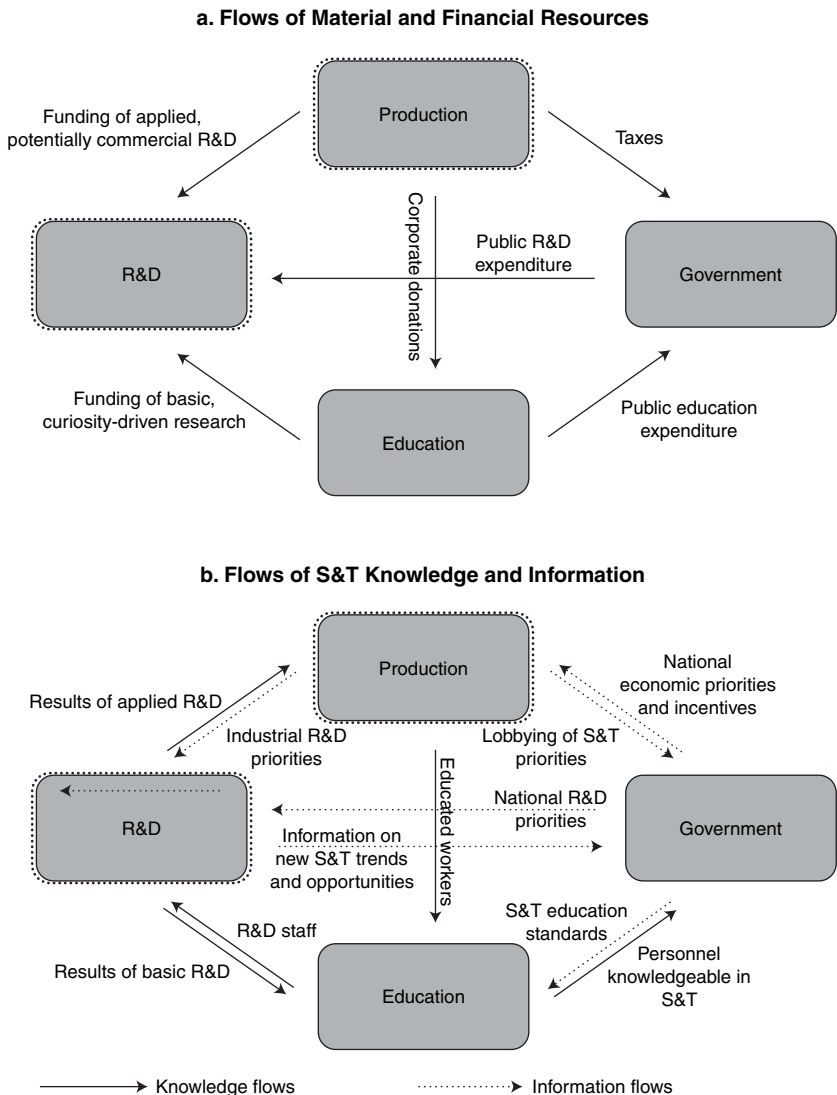 a. Flows of Material and Financial Resources
Production
Funding of applied,
potentially commercial R&D
Taxes
Corporate donations
R&D
Public R&D
expenditure
Government
Funding of basic,
curiosity-driven research
Education
Public education
expenditure
b. Flows of S&T Knowledge and Information
Production
National
economic priorities
and incentives
Results of applied R&D
Industrial R&D
priorities
Lobbying of S&T
priorities
Educated workers
R&D
National R&D
priorities
Government
Information on
new S&T trends
and opportunities
R&D staff
Results of basic R&D
S&T education
standards
Personnel
knowledgeable in
S&T
Education
Knowledge flows
Information flows